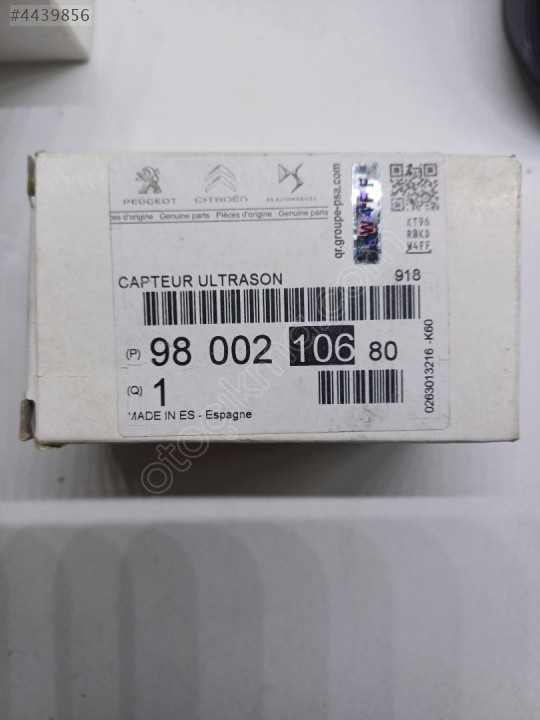 #4439856
PEUGEOT CITROËN DS AUTOMOBILES
d'origine Genuine parts Pièces d'origine Genuine parts
qr.groupe-psa.com
W4FF
KT96
R8KD
W4FF
CAPTEUR ULTRASON 918
(P) 98 002 106 80
(Q) 1
MADE IN ES - Espagne
0263013216 -K60